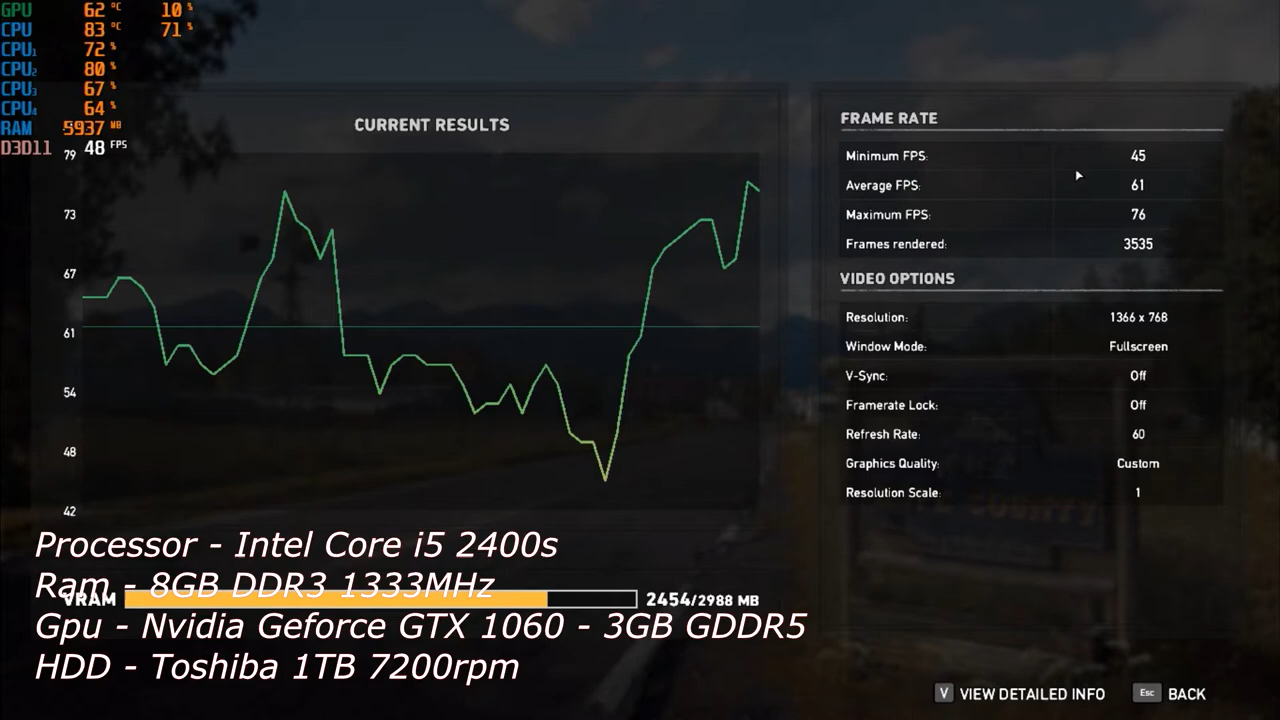 GPU 62 °C 10 %
CPU 83 °C 71 %
CPU1 72 %
CPU2 80 %
CPU3 67 %
CPU4 64 %
RAM 5937 MB
D3D11 48 FPS
CURRENT RESULTS
79
73
67
61
54
48
42
FRAME RATE
Minimum FPS: 45
Average FPS: 61
Maximum FPS: 76
Frames rendered: 3535
VIDEO OPTIONS
Resolution: 1366 x 768
Window Mode: Fullscreen
V-Sync: Off
Framerate Lock: Off
Refresh Rate: 60
Graphics Quality: Custom
Resolution Scale: 1
Processor - Intel Core i5 2400s
Ram - 8GB DDR3 1333MHz
VRAM 2454/2988 MB
Gpu - Nvidia Geforce GTX 1060 - 3GB GDDR5
HDD - Toshiba 1TB 7200rpm
V VIEW DETAILED INFO Esc BACK